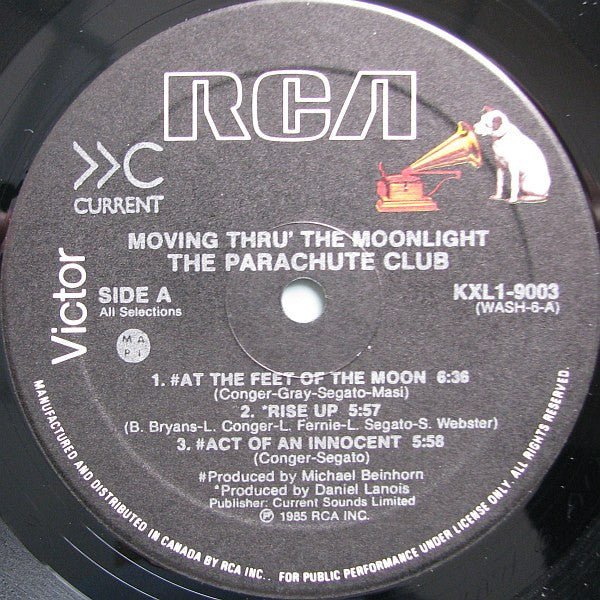 RCA
>>C
CURRENT
MOVING THRU' THE MOONLIGHT
THE PARACHUTE CLUB
Victor
SIDE A
All Selections
KXL1-9003
(WASH-6-A)
MA
PL
1. #AT THE FEET OF THE MOON 6:36
(Conger-Gray-Segato-Masi)
2. *RISE UP 5:57
(B. Bryans-L. Conger-L. Fernie-L. Segato-S. Webster)
3. #ACT OF AN INNOCENT 5:58
(Conger-Segato)
#Produced by Michael Beinhorn
*Produced by Daniel Lanois
Publisher: Current Sounds Limited
℗ 1985 RCA INC.
MANUFACTURED AND DISTRIBUTED IN CANADA BY RCA INC.. FOR PUBLIC PERFORMANCE UNDER LICENSE ONLY. ALL RIGHTS RESERVED.